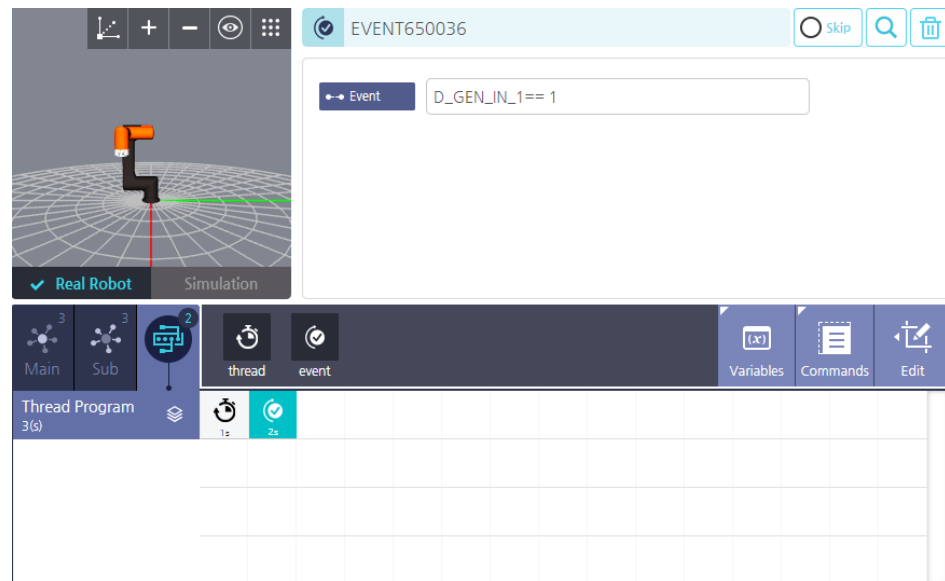 EVENT650036
Skip
Event
D_GEN_IN_1== 1
Real Robot
Simulation
3
3
2
Main
Sub
thread
event
(x)
Variables
Commands
Edit
Thread Program
3(s)
1s
2s